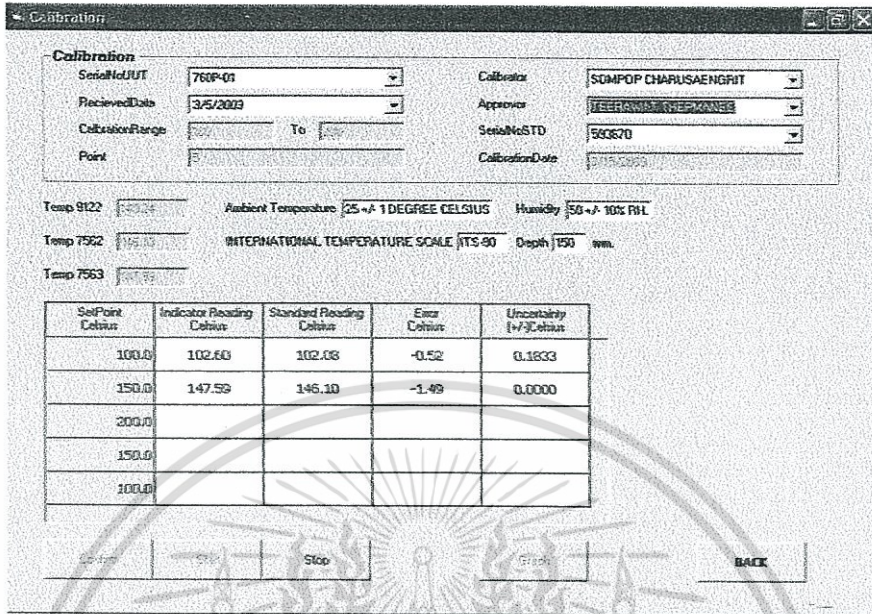 Calibration
Calibration
SerialNoUUT 760P-01
Calibrator SOMPOP CHARUSAENGRIT
RecievedData 3/5/2003
Approvor
CalibrationRange To
SerialNoSTD 593870
Point
CalibrationDate
Temp 9122 Ambient Temperature 25 +/- 1 DEGREE CELSIUS Humidity 50 +/- 10% RH.
Temp 7562 INTERNATIONAL TEMPERATURE SCALE ITS-90 Depth 150 mm.
Temp 7563
SetPoint Celsius Indicator Reading Celsius Standard Reading Celsius Error Celsius Uncertainty (+/-)Celsius
100.0 102.60 102.08 -0.52 0.1833
150.0 147.59 146.10 -1.49 0.0000
200.0
150.0
100.0
Stop BACK